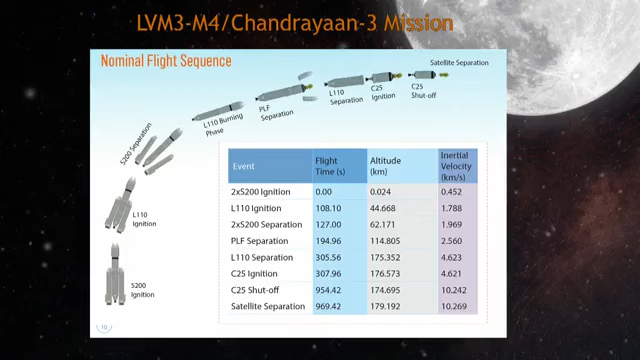 LVM3-M4/Chandrayaan-3 Mission
Nominal Flight Sequence
Satellite Separation
C25
Shut-off
C25
Ignition
L110
Separation
PLF
Separation
L110 Burning
Phase
S200 Separation
L110
Ignition
S200
Ignition
Event Flight Time (s) Altitude (km) Inertial Velocity (km/s)
2xS200 Ignition 0.00 0.024 0.452
L110 Ignition 108.10 44.668 1.788
2xS200 Separation 127.00 62.171 1.969
PLF Separation 194.96 114.805 2.560
L110 Separation 305.56 175.352 4.623
C25 Ignition 307.96 176.573 4.621
C25 Shut-off 954.42 174.695 10.242
Satellite Separation 969.42 179.192 10.269
10